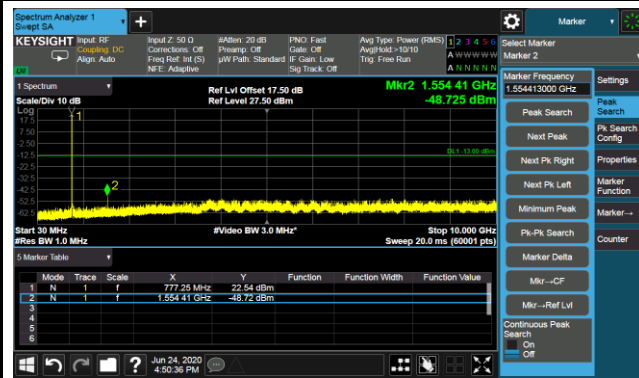 Spectrum Analyzer 1
Swept SA
+
Marker
KEYSIGHT
Input: RF
Coupling: DC
Align: Auto
Input Z: 50 Ω
Corrections: Off
Freq Ref: Int (S)
NFE: Adaptive
#Atten: 20 dB
Preamp: Off
µW Path: Standard
PNO: Fast
Gate: Off
IF Gain: Low
Sig Track: Off
Avg Type: Power (RMS)
Avg|Hold:>10/10
Trig: Free Run
1 2 3 4 5 6
A W W W W W
A N N N N N
LXI
Select Marker
Marker 2
1 Spectrum
Scale/Div 10 dB
Log
Ref Lvl Offset 17.50 dB
Ref Level 27.50 dBm
Mkr2 1.554 41 GHz
-48.725 dBm
17.5
7.50
-2.50
-12.5
-22.5
-32.5
-42.5
-52.5
-62.5
1
2
DL1 -13.00 dBm
Start 30 MHz
#Res BW 1.0 MHz
#Video BW 3.0 MHz*
Stop 10.000 GHz
Sweep 20.0 ms (60001 pts)
5 Marker Table
Mode Trace Scale X Y Function Function Width Function Value
1 N 1 f 777.25 MHz 22.54 dBm
2 N 1 f 1.554 41 GHz -48.72 dBm
3
4
5
6
Marker Frequency
1.554413000 GHz
Peak Search
Next Peak
Next Pk Right
Next Pk Left
Minimum Peak
Pk-Pk Search
Marker Delta
Mkr→CF
Mkr→Ref Lvl
Continuous Peak
Search
On
Off
Settings
Peak
Search
Pk Search
Config
Properties
Marker
Function
Marker→
Counter
?
Jun 24, 2020
4:50:36 PM